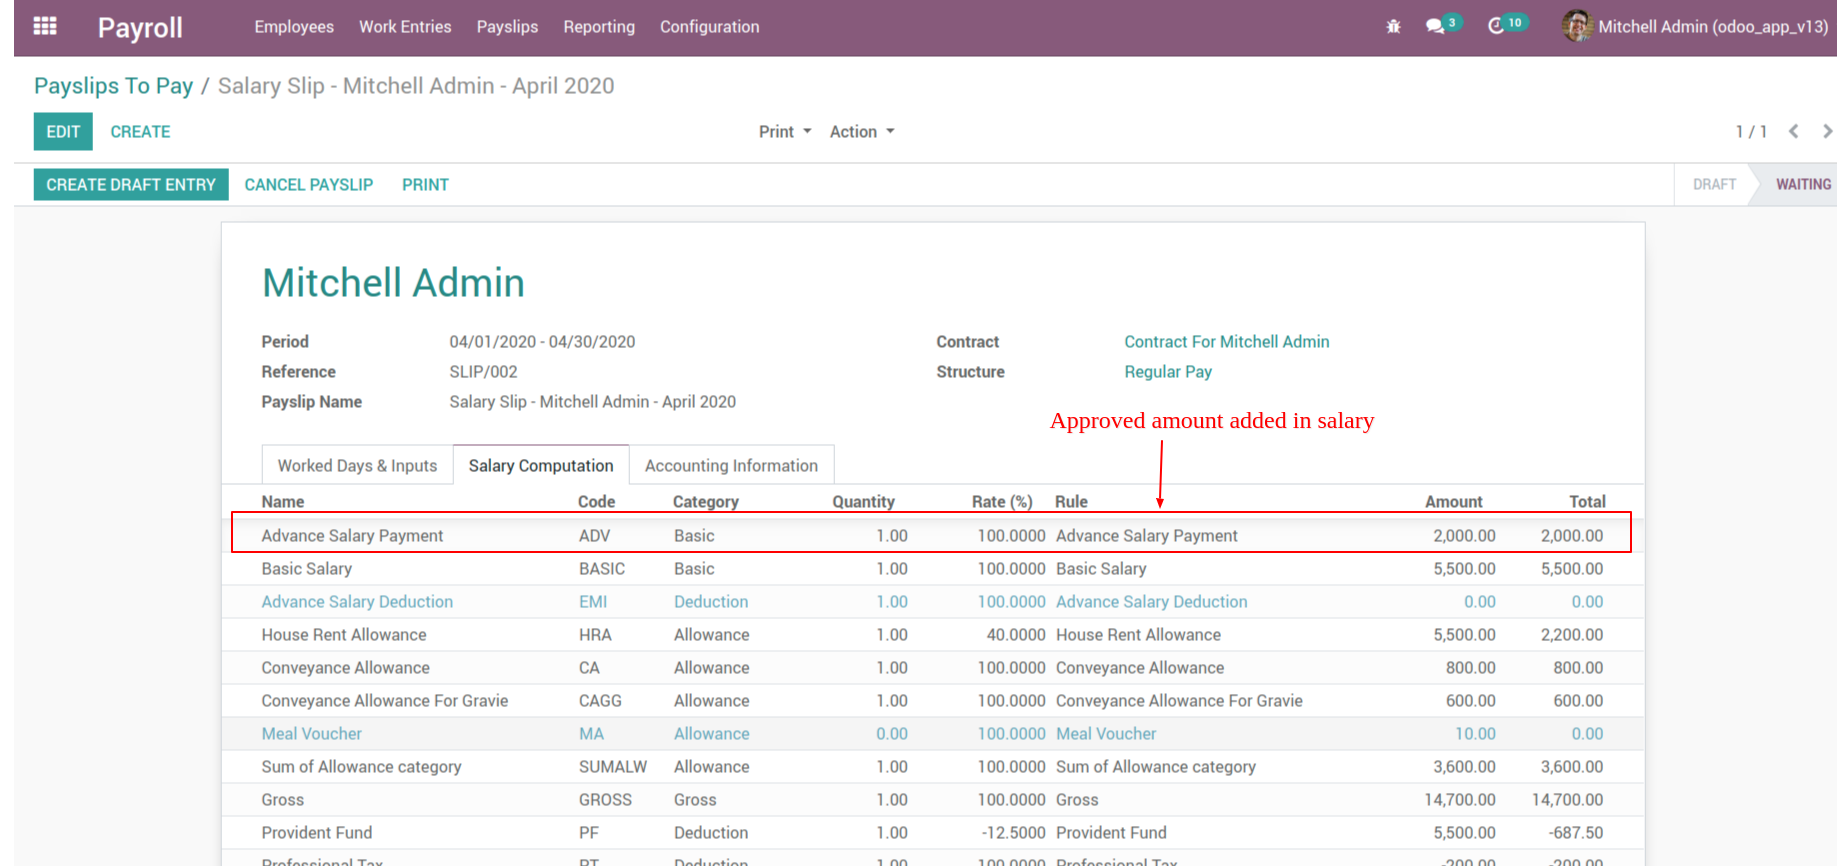 Payroll Employees Work Entries Payslips Reporting Configuration 3 10 Mitchell Admin (odoo_app_v13)
Payslips To Pay / Salary Slip - Mitchell Admin - April 2020
EDIT CREATE Print Action 1 / 1
CREATE DRAFT ENTRY CANCEL PAYSLIP PRINT DRAFT WAITING
Mitchell Admin
Period 04/01/2020 - 04/30/2020 Contract Contract For Mitchell Admin
Reference SLIP/002 Structure Regular Pay
Payslip Name Salary Slip - Mitchell Admin - April 2020
Approved amount added in salary
Worked Days & Inputs Salary Computation Accounting Information
Name Code Category Quantity Rate (%) Rule Amount Total
Advance Salary Payment ADV Basic 1.00 100.0000 Advance Salary Payment 2,000.00 2,000.00
Basic Salary BASIC Basic 1.00 100.0000 Basic Salary 5,500.00 5,500.00
Advance Salary Deduction EMI Deduction 1.00 100.0000 Advance Salary Deduction 0.00 0.00
House Rent Allowance HRA Allowance 1.00 40.0000 House Rent Allowance 5,500.00 2,200.00
Conveyance Allowance CA Allowance 1.00 100.0000 Conveyance Allowance 800.00 800.00
Conveyance Allowance For Gravie CAGG Allowance 1.00 100.0000 Conveyance Allowance For Gravie 600.00 600.00
Meal Voucher MA Allowance 0.00 100.0000 Meal Voucher 10.00 0.00
Sum of Allowance category SUMALW Allowance 1.00 100.0000 Sum of Allowance category 3,600.00 3,600.00
Gross GROSS Gross 1.00 100.0000 Gross 14,700.00 14,700.00
Provident Fund PF Deduction 1.00 -12.5000 Provident Fund 5,500.00 -687.50
Professional Tax PT Deduction 1.00 100.0000 Professional Tax -200.00 -200.00